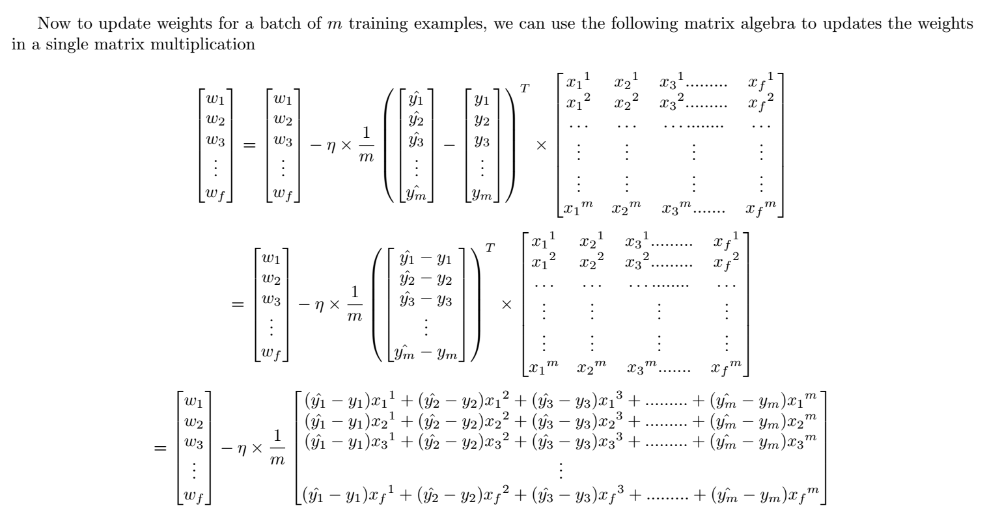 Now to update weights for a batch of m training examples, we can use the following matrix algebra to updates the weights
in a single matrix multiplication
\begin{bmatrix} w_1 \\ w_2 \\ w_3 \\ \vdots \\ w_f \end{bmatrix} = \begin{bmatrix} w_1 \\ w_2 \\ w_3 \\ \vdots \\ w_f \end{bmatrix} - \eta \times \frac{1}{m} \left( \begin{bmatrix} \hat{y_1} \\ \hat{y_2} \\ \hat{y_3} \\ \vdots \\ \hat{y_m} \end{bmatrix} - \begin{bmatrix} y_1 \\ y_2 \\ y_3 \\ \vdots \\ y_m \end{bmatrix} \right)^T \times \begin{bmatrix} {x_1}^1 & {x_2}^1 & {x_3}^1 ......... & {x_f}^1 \\ {x_1}^2 & {x_2}^2 & {x_3}^2 ......... & {x_f}^2 \\ ... & ... & ........... & ... \\ \vdots & \vdots & \vdots & \vdots \\ \vdots & \vdots & \vdots & \vdots \\ {x_1}^m & {x_2}^m & {x_3}^m ....... & {x_f}^m \end{bmatrix}
= \begin{bmatrix} w_1 \\ w_2 \\ w_3 \\ \vdots \\ w_f \end{bmatrix} - \eta \times \frac{1}{m} \left( \begin{bmatrix} \hat{y_1} - y_1 \\ \hat{y_2} - y_2 \\ \hat{y_3} - y_3 \\ \vdots \\ \hat{y_m} - y_m \end{bmatrix} \right)^T \times \begin{bmatrix} {x_1}^1 & {x_2}^1 & {x_3}^1 ......... & {x_f}^1 \\ {x_1}^2 & {x_2}^2 & {x_3}^2 ......... & {x_f}^2 \\ ... & ... & ........... & ... \\ \vdots & \vdots & \vdots & \vdots \\ \vdots & \vdots & \vdots & \vdots \\ {x_1}^m & {x_2}^m & {x_3}^m ....... & {x_f}^m \end{bmatrix}
= \begin{bmatrix} w_1 \\ w_2 \\ w_3 \\ \vdots \\ w_f \end{bmatrix} - \eta \times \frac{1}{m} \begin{bmatrix} (\hat{y_1} - y_1){x_1}^1 + (\hat{y_2} - y_2){x_1}^2 + (\hat{y_3} - y_3){x_1}^3 + ......... + (\hat{y_m} - y_m){x_1}^m \\ (\hat{y_1} - y_1){x_2}^1 + (\hat{y_2} - y_2){x_2}^2 + (\hat{y_3} - y_3){x_2}^3 + ......... + (\hat{y_m} - y_m){x_2}^m \\ (\hat{y_1} - y_1){x_3}^1 + (\hat{y_2} - y_2){x_3}^2 + (\hat{y_3} - y_3){x_3}^3 + ......... + (\hat{y_m} - y_m){x_3}^m \\ \vdots \\ (\hat{y_1} - y_1){x_f}^1 + (\hat{y_2} - y_2){x_f}^2 + (\hat{y_3} - y_3){x_f}^3 + ......... + (\hat{y_m} - y_m){x_f}^m \end{bmatrix}